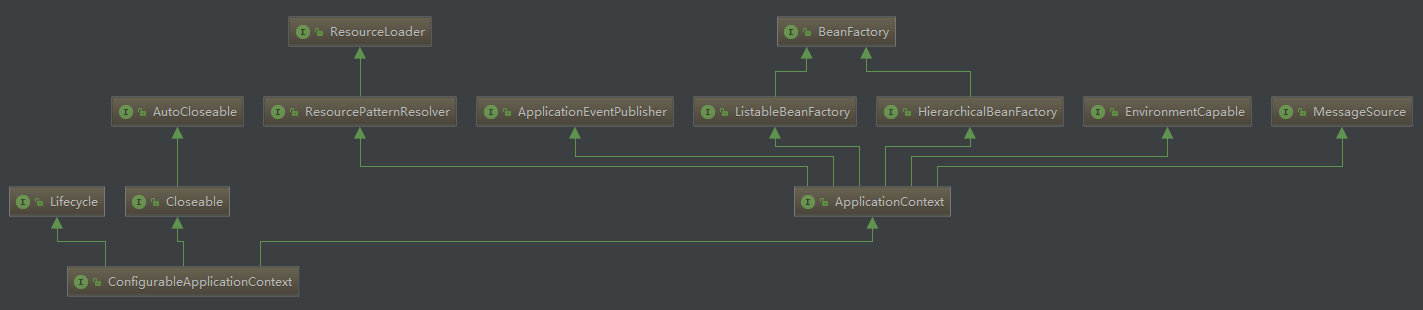 ResourceLoader
BeanFactory
AutoCloseable
ResourcePatternResolver
ApplicationEventPublisher
ListableBeanFactory
HierarchicalBeanFactory
EnvironmentCapable
MessageSource
Lifecycle
Closeable
ApplicationContext
ConfigurableApplicationContext